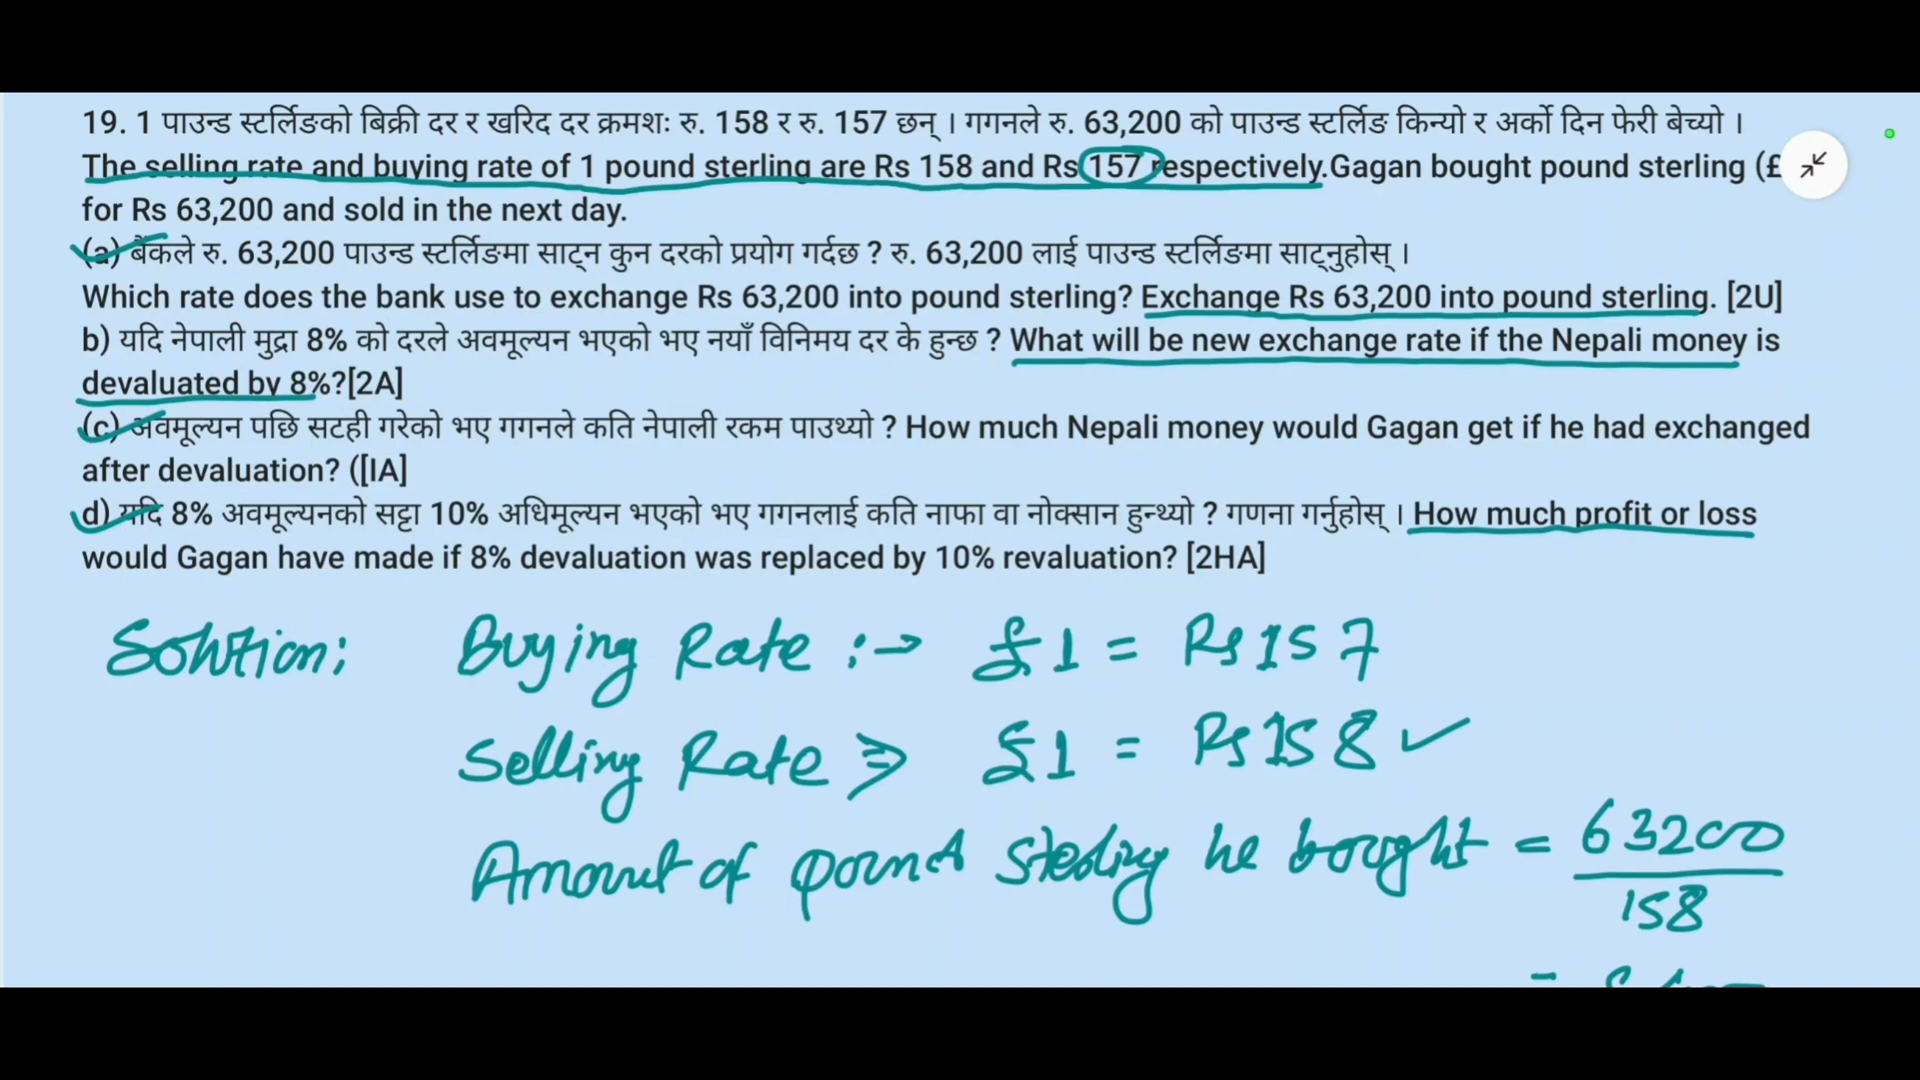 19. 1 पाउन्ड स्टर्लिङको बिक्री दर र खरिद दर क्रमशः रु. 158 र रु. 157 छन् । गगनले रु. 63,200 को पाउन्ड स्टर्लिङ किन्यो र अर्को दिन फेरी बेच्यो ।
The selling rate and buying rate of 1 pound sterling are Rs 158 and Rs 157 respectively.Gagan bought pound sterling (£
for Rs 63,200 and sold in the next day.
(a) बैंकले रु. 63,200 पाउन्ड स्टर्लिङमा साट्न कुन दरको प्रयोग गर्दछ ? रु. 63,200 लाई पाउन्ड स्टर्लिङमा साट्नुहोस् ।
Which rate does the bank use to exchange Rs 63,200 into pound sterling? Exchange Rs 63,200 into pound sterling. [2U]
b) यदि नेपाली मुद्रा 8% को दरले अवमूल्यन भएको भए नयाँ विनिमय दर के हुन्छ ? What will be new exchange rate if the Nepali money is
devaluated by 8%?[2A]
(c) अवमूल्यन पछि सटही गरेको भए गगनले कति नेपाली रकम पाउथ्यो ? How much Nepali money would Gagan get if he had exchanged
after devaluation? ([IA]
d) यदि 8% अवमूल्यनको सट्टा 10% अधिमूल्यन भएको भए गगनलाई कति नाफा वा नोक्सान हुन्थ्यो ? गणना गर्नुहोस् । How much profit or loss
would Gagan have made if 8% devaluation was replaced by 10% revaluation? [2HA]
Solution: Buying Rate :→ £1 = Rs 157
Selling Rate ⇒ £1 = Rs 158 ✓
Amount of pound sterling he bought = 63200
158
=